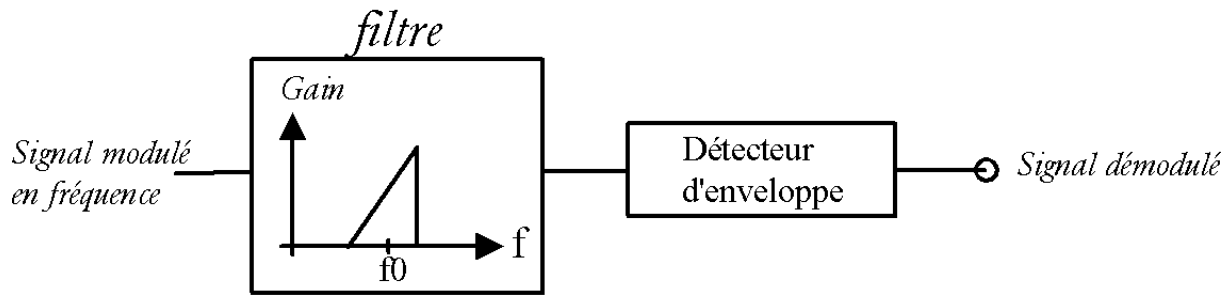 filtre
Gain
Signal modulé
en fréquence
f0
f
Détecteur
d'enveloppe
Signal démodulé